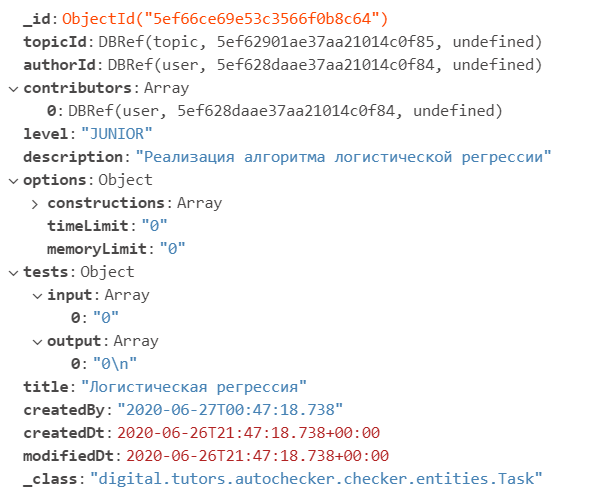 _id: ObjectId("5ef66ce69e53c3566f0b8c64")
topicId: DBRef(topic, 5ef62901ae37aa21014c0f85, undefined)
authorId: DBRef(user, 5ef628daae37aa21014c0f84, undefined)
contributors: Array
0: DBRef(user, 5ef628daae37aa21014c0f84, undefined)
level: "JUNIOR"
description: "Реализация алгоритма логистической регрессии"
options: Object
constructions: Array
timeLimit: "0"
memoryLimit: "0"
tests: Object
input: Array
0: "0"
output: Array
0: "0\n"
title: "Логистическая регрессия"
createdBy: "2020-06-27T00:47:18.738"
createdDt: 2020-06-26T21:47:18.738+00:00
modifiedDt: 2020-06-26T21:47:18.738+00:00
_class: "digital.tutors.autochecker.checker.entities.Task"